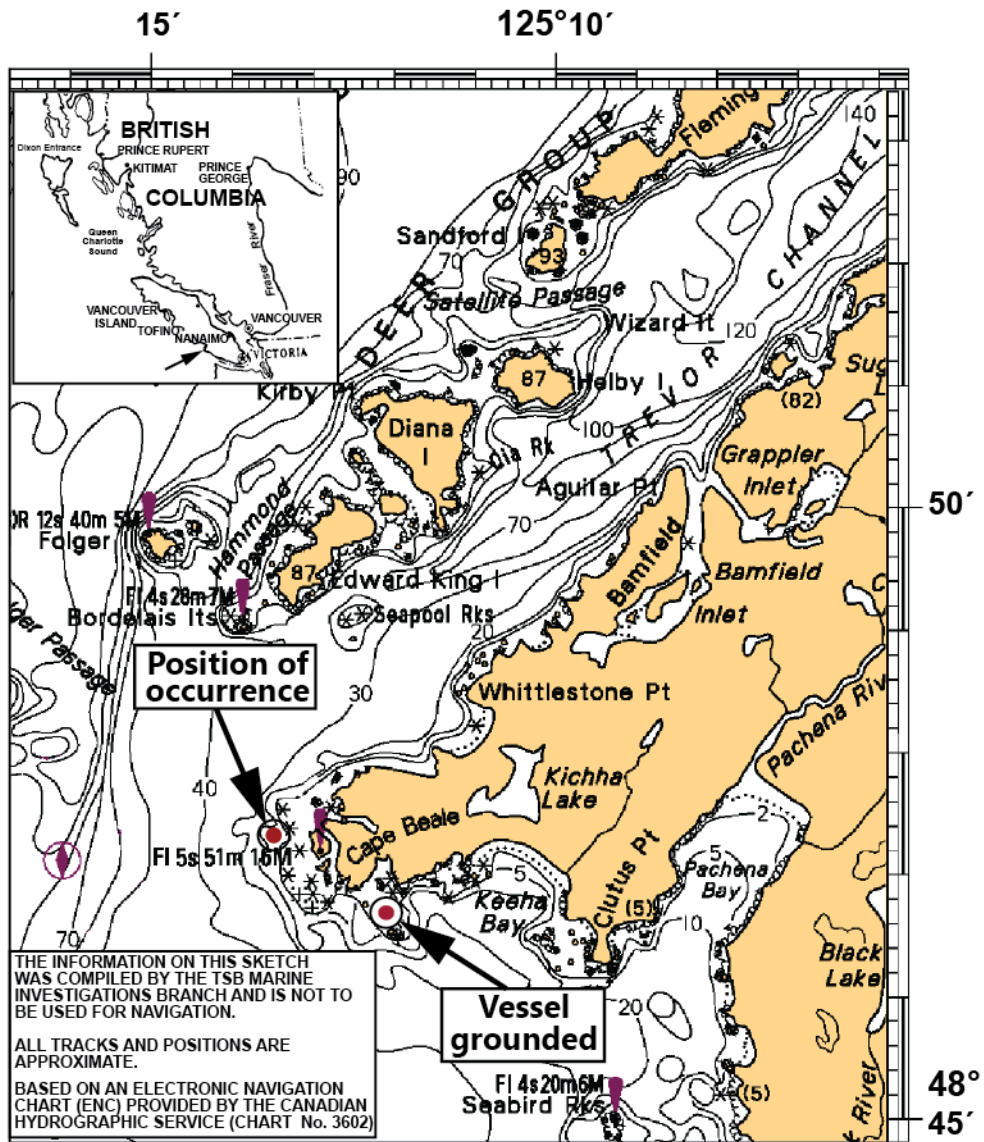 15´
125°10´
BRITISH
Dixon Entrance
PRINCE RUPERT
KITIMAT
PRINCE
GEORGE
COLUMBIA
Queen
Charlotte
Sound
Fraser River
VANCOUVER
ISLAND
TOFINO
NANAIMO
VANCOUVER
VICTORIA
90
140
Fleming
DEER GROUP
CHANNEL
Sandford I
93
70
Satellite Passage
Wizard It
120
TREVOR
Kirby P
87
Helby I
Diana
I
(82)
Sug
L
100
Dia Rk
Grappler
Inlet
Aguilar Pt
50´
R 12s 40m 5M
Folger
Hammond
Passage
70
Bamfield
87
Edward King I
Bamfield
Inlet
Fl 4s 28m 7M
Bordelais Its
Seapool Rks
20
ger Passage
Position of
occurrence
Whittlestone Pt
30
Pachena Riv
40
Kichha
Lake
Cape Beale
2
Fl 5s 51m 16M
5
Clutus Pt
5
Pachena
Bay
Keeha
Bay
(5)
10
70
Black
Lake
THE INFORMATION ON THIS SKETCH
WAS COMPILED BY THE TSB MARINE
INVESTIGATIONS BRANCH AND IS NOT TO
BE USED FOR NAVIGATION.
ALL TRACKS AND POSITIONS ARE
APPROXIMATE.
BASED ON AN ELECTRONIC NAVIGATION
CHART (ENC) PROVIDED BY THE CANADIAN
HYDROGRAPHIC SERVICE (CHART No. 3602)
Vessel
grounded
20
Fl 4s 20m 6M
Seabird Rks
(5)
River
48°
45´